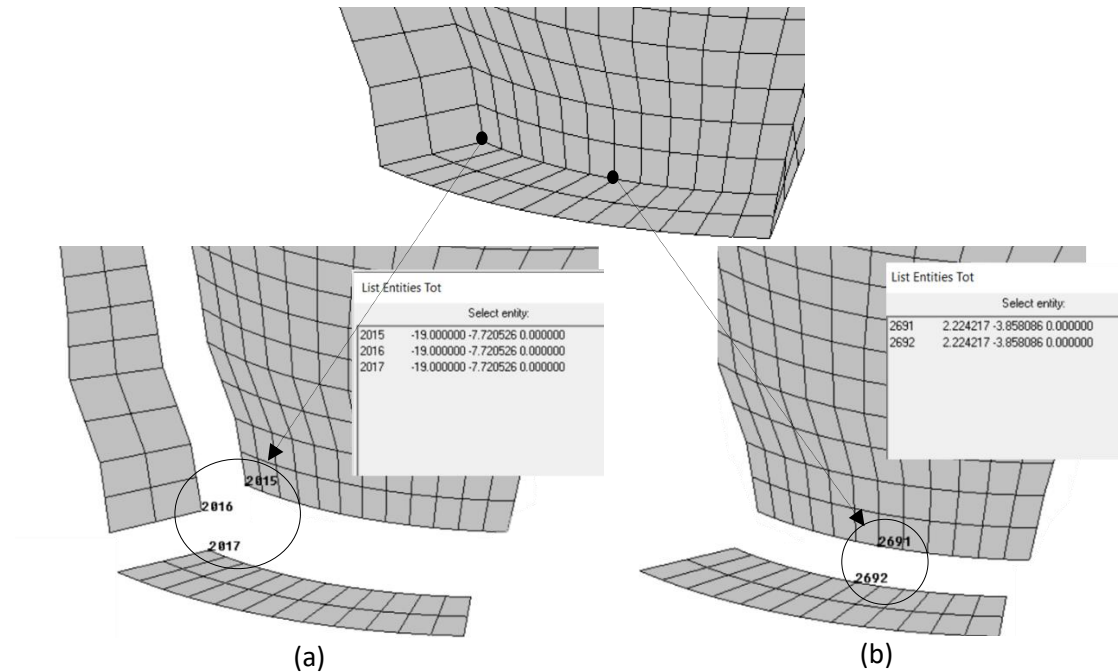 List Entities Tot
Select entity:
2015 -19.000000 -7.720526 0.000000
2016 -19.000000 -7.720526 0.000000
2017 -19.000000 -7.720526 0.000000
2015
2016
2017
(a)
List Entities Tot
Select entity:
2691 2.224217 -3.858086 0.000000
2692 2.224217 -3.858086 0.000000
2691
2692
(b)